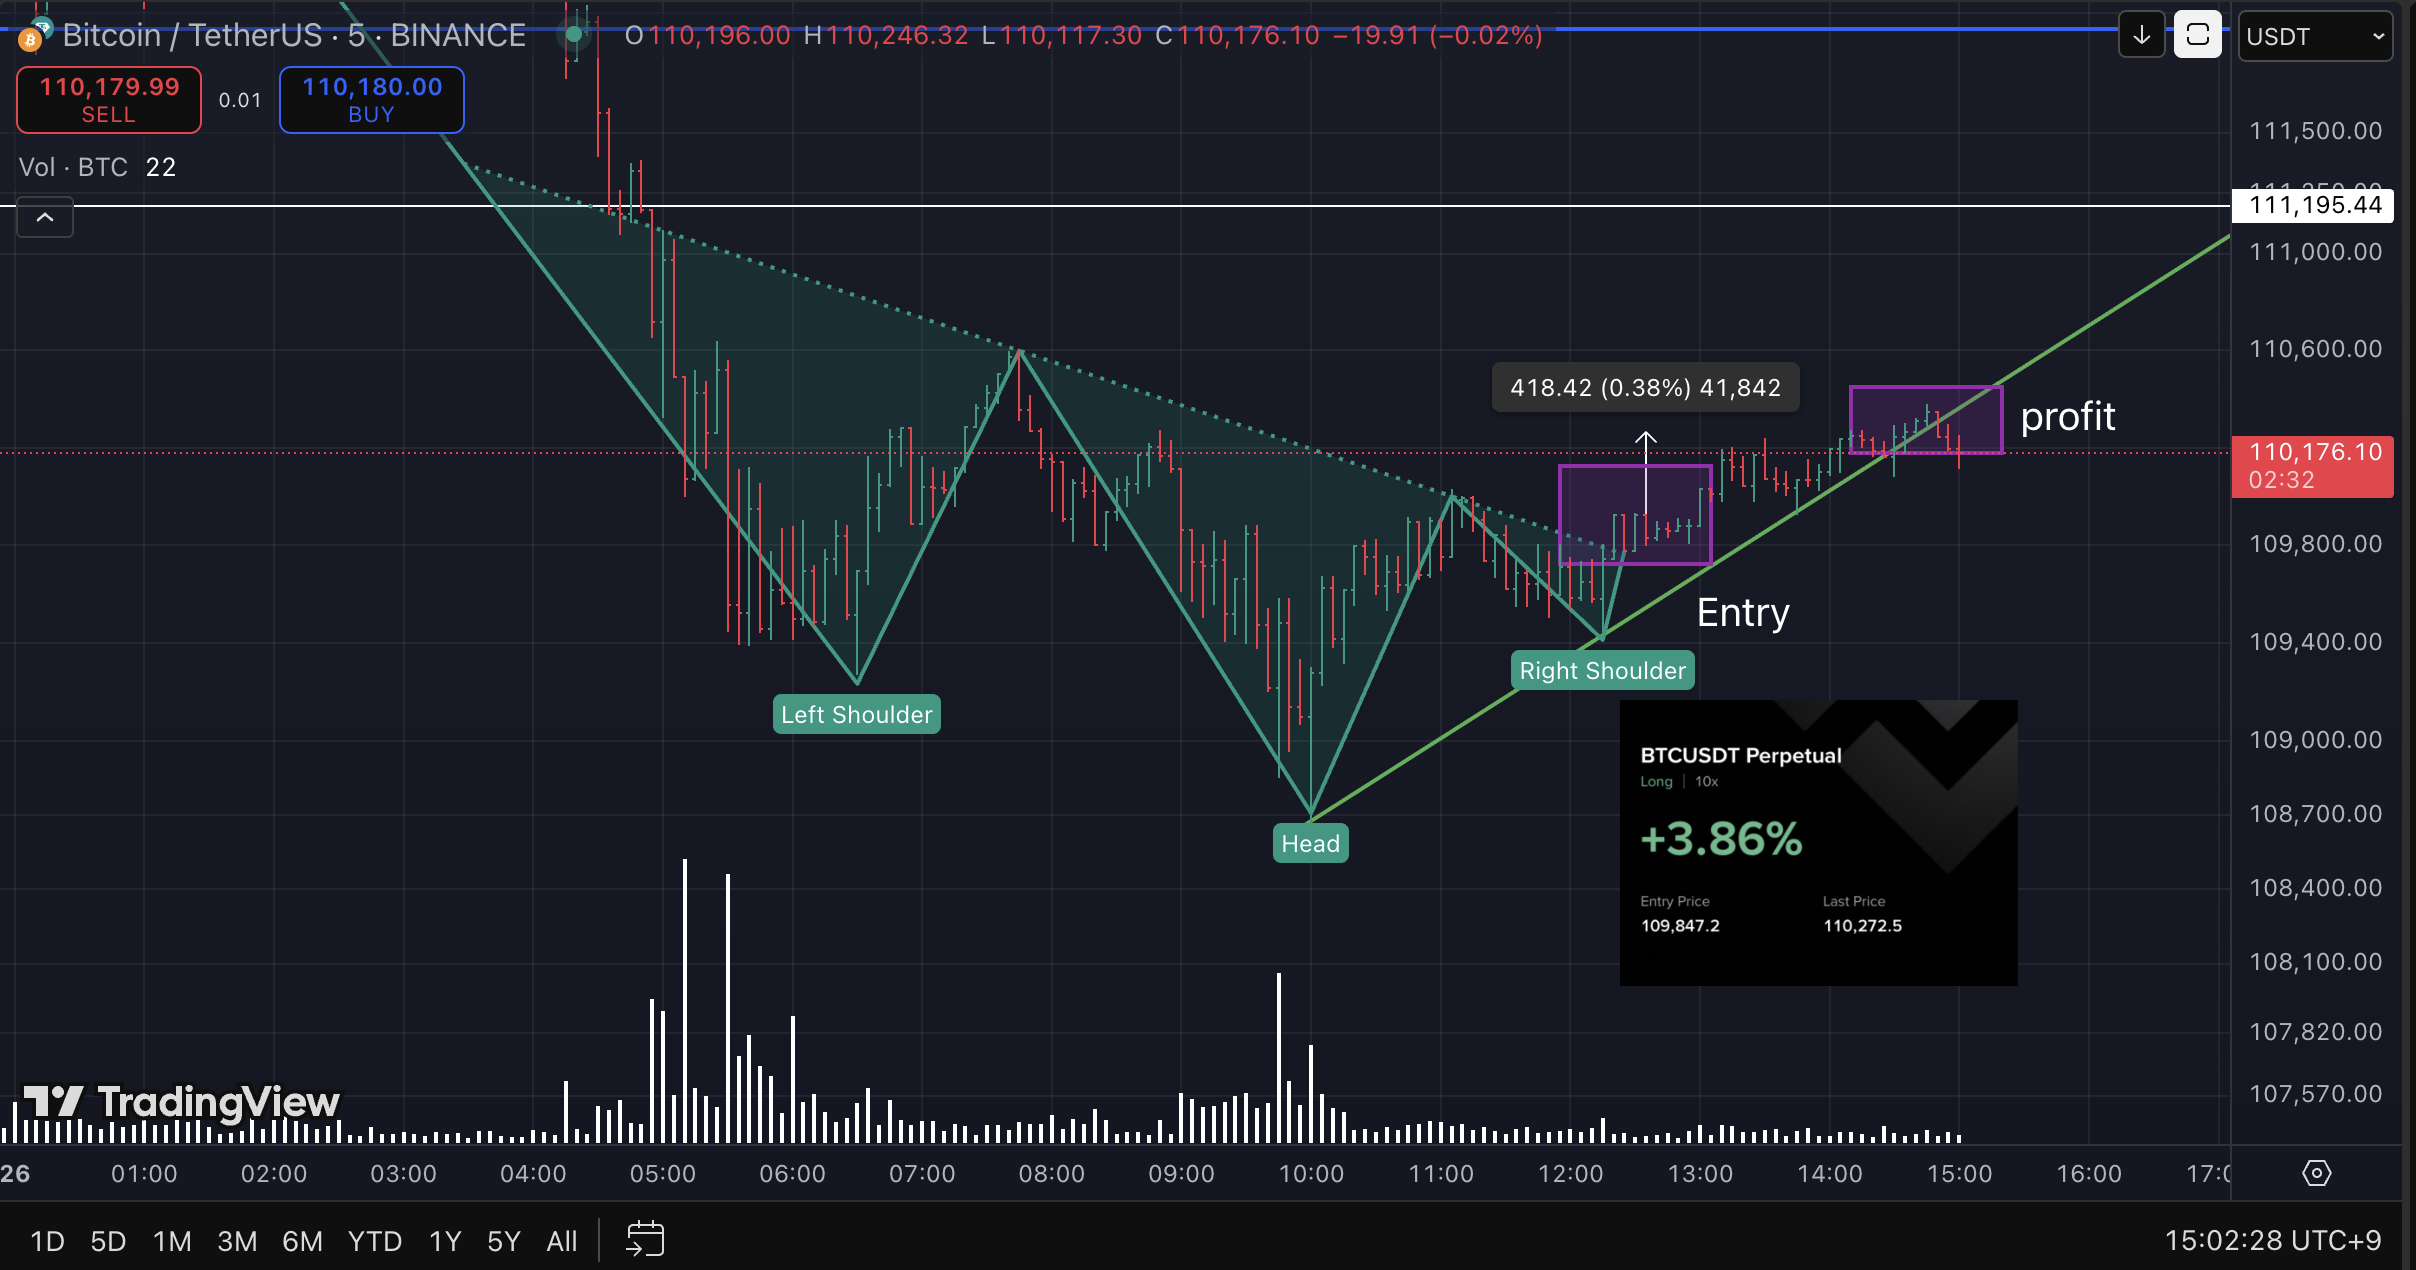 Bitcoin / TetherUS · 5 · BINANCE
O110,196.00 H110,246.32 L110,117.30 C110,176.10 −19.91 (−0.02%)
USDT
110,179.99
SELL
0.01
110,180.00
BUY
Vol · BTC 22
111,500.00
111,195.44
111,000.00
110,600.00
418.42 (0.38%) 41,842
profit
110,176.10
02:32
109,800.00
Entry
109,400.00
Right Shoulder
Left Shoulder
109,000.00
BTCUSDT Perpetual
Long | 10x
108,700.00
+3.86%
Head
108,400.00
Entry Price
Last Price
109,847.2
110,272.5
108,100.00
107,820.00
107,570.00
TradingView
26 01:00 02:00 03:00 04:00 05:00 06:00 07:00 08:00 09:00 10:00 11:00 12:00 13:00 14:00 15:00 16:00
1D 5D 1M 3M 6M YTD 1Y 5Y All
15:02:28 UTC+9